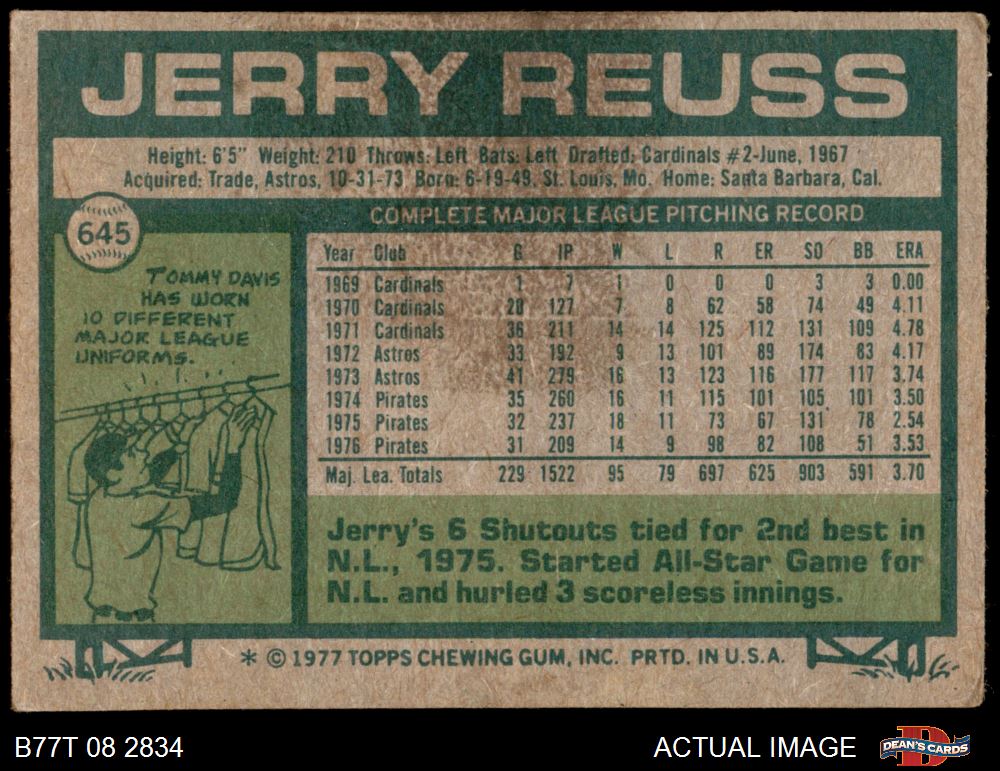 JERRY REUSS
Height: 6'5" Weight: 210 Throws: Left Bats: Left Drafted: Cardinals #2-June, 1967
Acquired: Trade, Astros, 10-31-73 Born: 6-19-49, St. Louis, Mo. Home: Santa Barbara, Cal.
645
TOMMY DAVIS
HAS WORN
10 DIFFERENT
MAJOR LEAGUE
UNIFORMS.
COMPLETE MAJOR LEAGUE PITCHING RECORD
Year Club G IP W L R ER SO BB ERA
1969 Cardinals 1 7 1 0 0 0 3 3 0.00
1970 Cardinals 20 127 7 8 62 58 74 49 4.11
1971 Cardinals 36 211 14 14 125 112 131 109 4.78
1972 Astros 33 192 9 13 101 89 174 83 4.17
1973 Astros 41 279 16 13 123 116 177 117 3.74
1974 Pirates 35 260 16 11 115 101 105 101 3.50
1975 Pirates 32 237 18 11 73 67 131 78 2.54
1976 Pirates 31 209 14 9 98 82 108 51 3.53
Maj. Lea. Totals 229 1522 95 79 697 625 903 591 3.70
Jerry's 6 Shutouts tied for 2nd best in
N.L., 1975. Started All-Star Game for
N.L. and hurled 3 scoreless innings.
* © 1977 TOPPS CHEWING GUM, INC. PRTD. IN U.S.A.
B77T 08 2834
ACTUAL IMAGE
DEAN'S CARDS